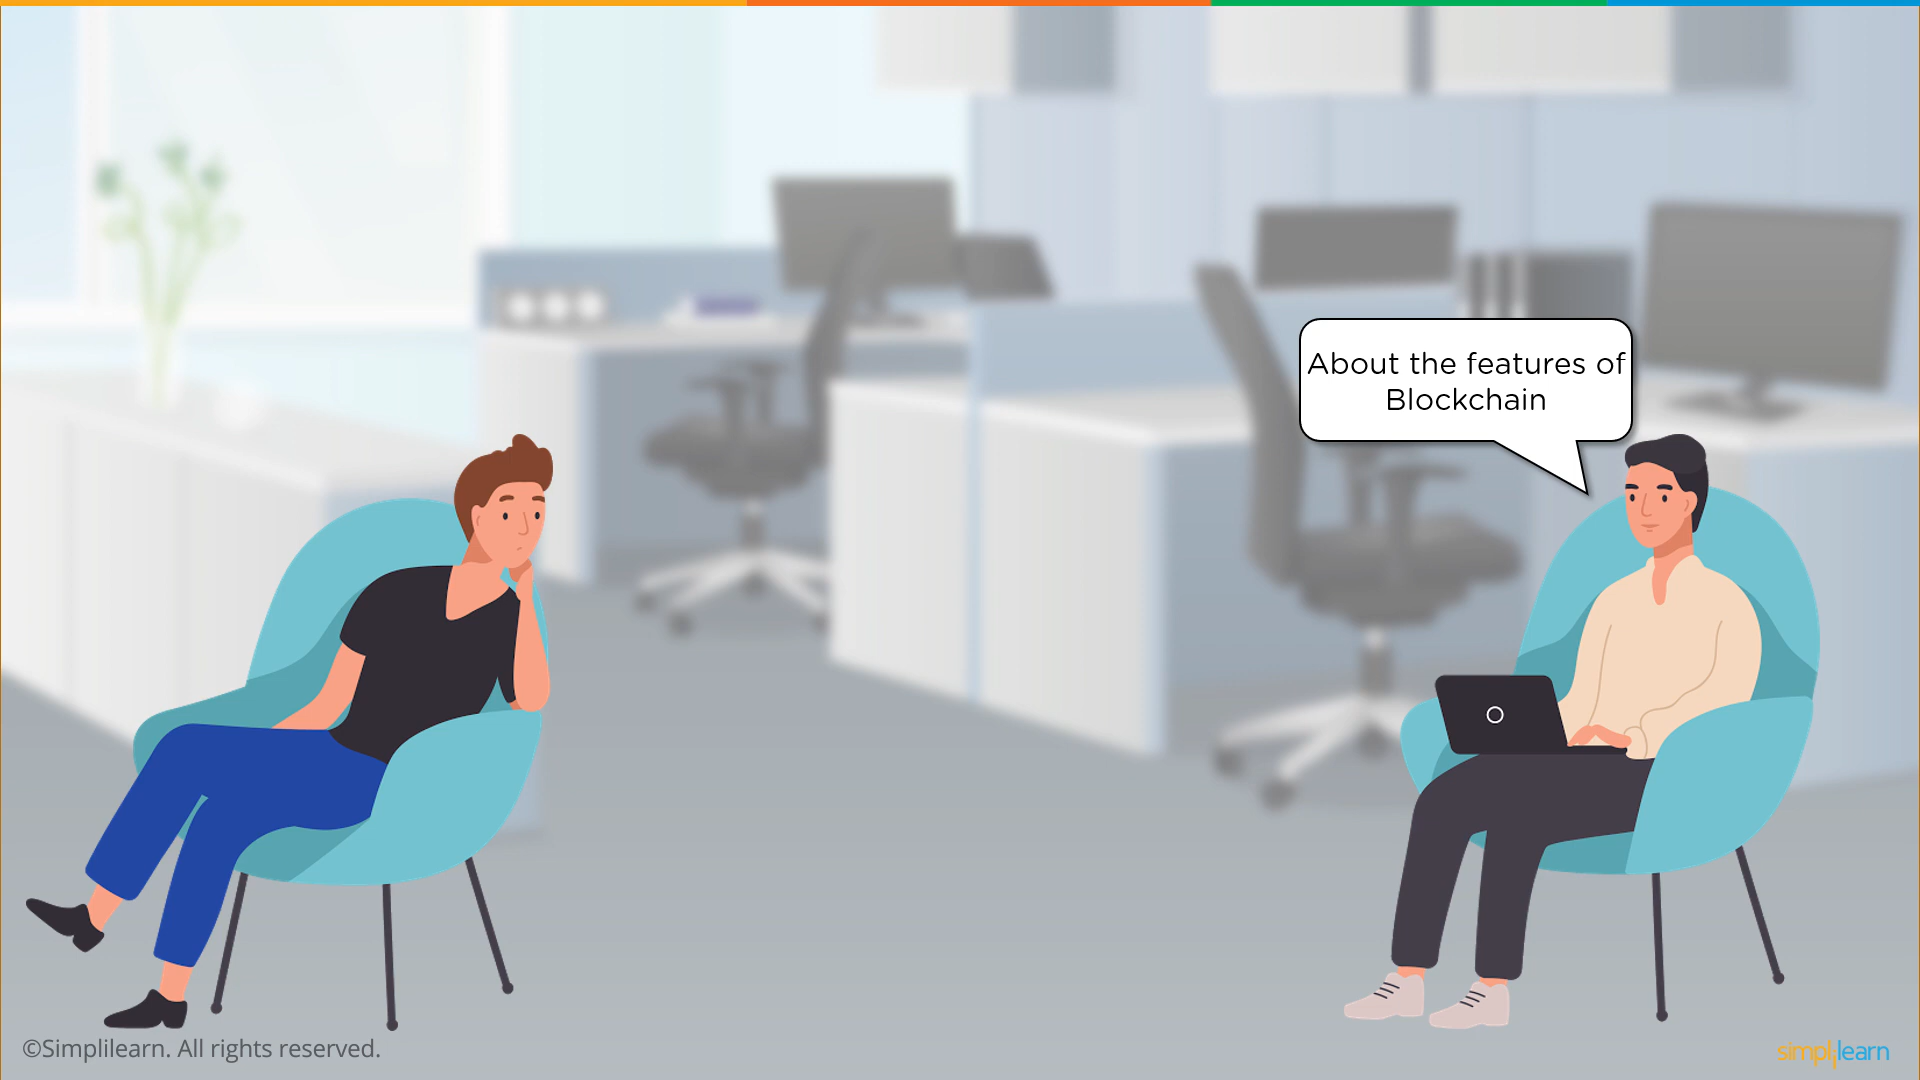 About the features of
Blockchain
©Simplilearn. All rights reserved.
simplilearn